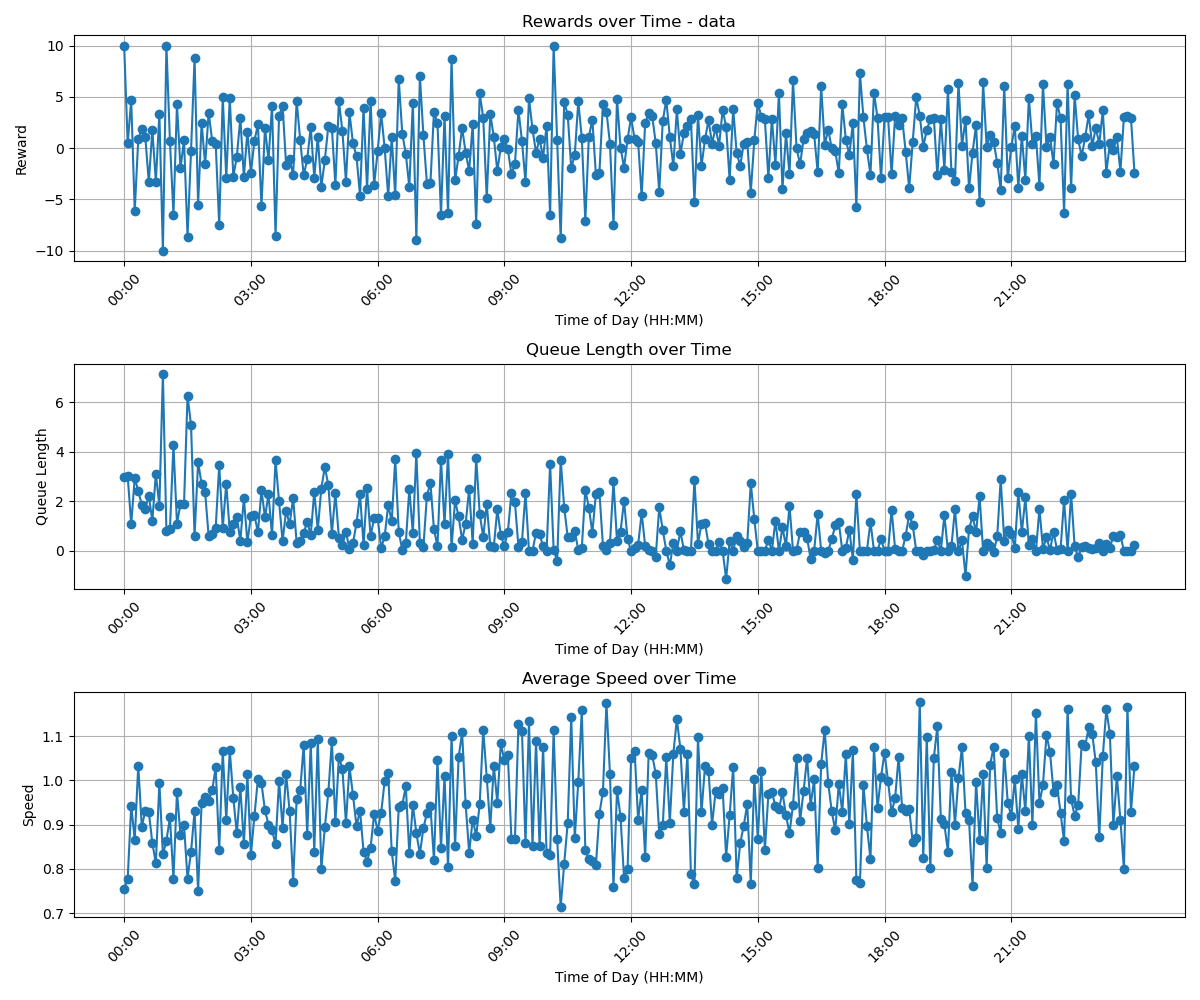 Rewards over Time - data
Reward
10
5
0
−5
−10
00:00 03:00 06:00 09:00 12:00 15:00 18:00 21:00
Time of Day (HH:MM)
Queue Length over Time
Queue Length
6
4
2
0
00:00 03:00 06:00 09:00 12:00 15:00 18:00 21:00
Time of Day (HH:MM)
Average Speed over Time
Speed
1.1
1.0
0.9
0.8
0.7
00:00 03:00 06:00 09:00 12:00 15:00 18:00 21:00
Time of Day (HH:MM)